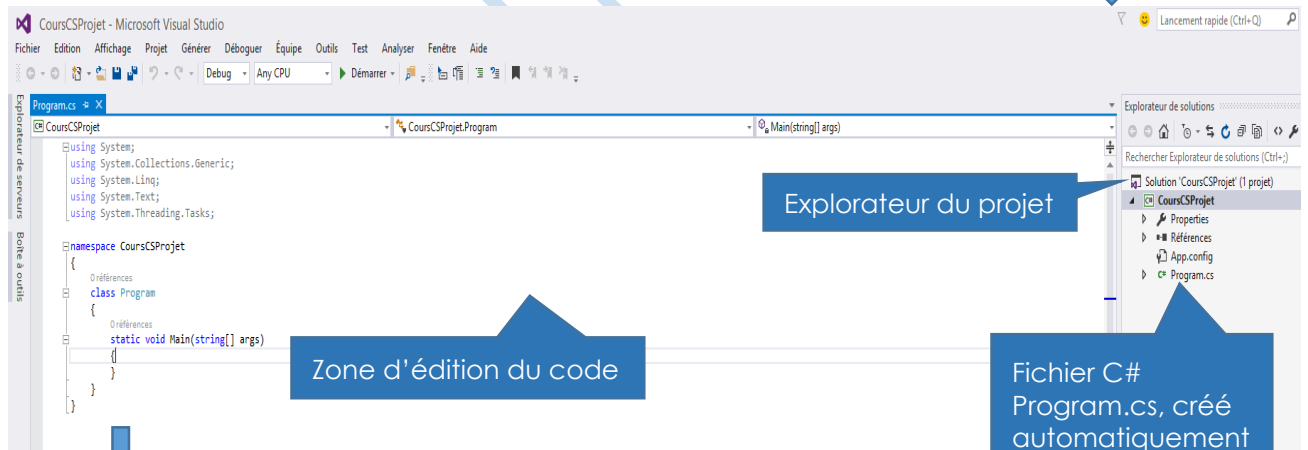 CoursCSProjet - Microsoft Visual Studio
Lancement rapide (Ctrl+Q)
Fichier Edition Affichage Projet Générer Déboguer Équipe Outils Test Analyser Fenêtre Aide
Debug Any CPU Démarrer
Explorateur de serveurs
Boîte à outils
Program.cs
CoursCSProjet CoursCSProjet.Program Main(string[] args)
using System;
using System.Collections.Generic;
using System.Linq;
using System.Text;
using System.Threading.Tasks;
namespace CoursCSProjet
{
0 références
class Program
{
0 références
static void Main(string[] args)
{
}
}
}
Zone d'édition du code
Explorateur du projet
Explorateur de solutions
Rechercher Explorateur de solutions (Ctrl+;)
Solution 'CoursCSProjet' (1 projet)
C# CoursCSProjet
Properties
Références
App.config
C# Program.cs
Fichier C#
Program.cs, créé
automatiquement